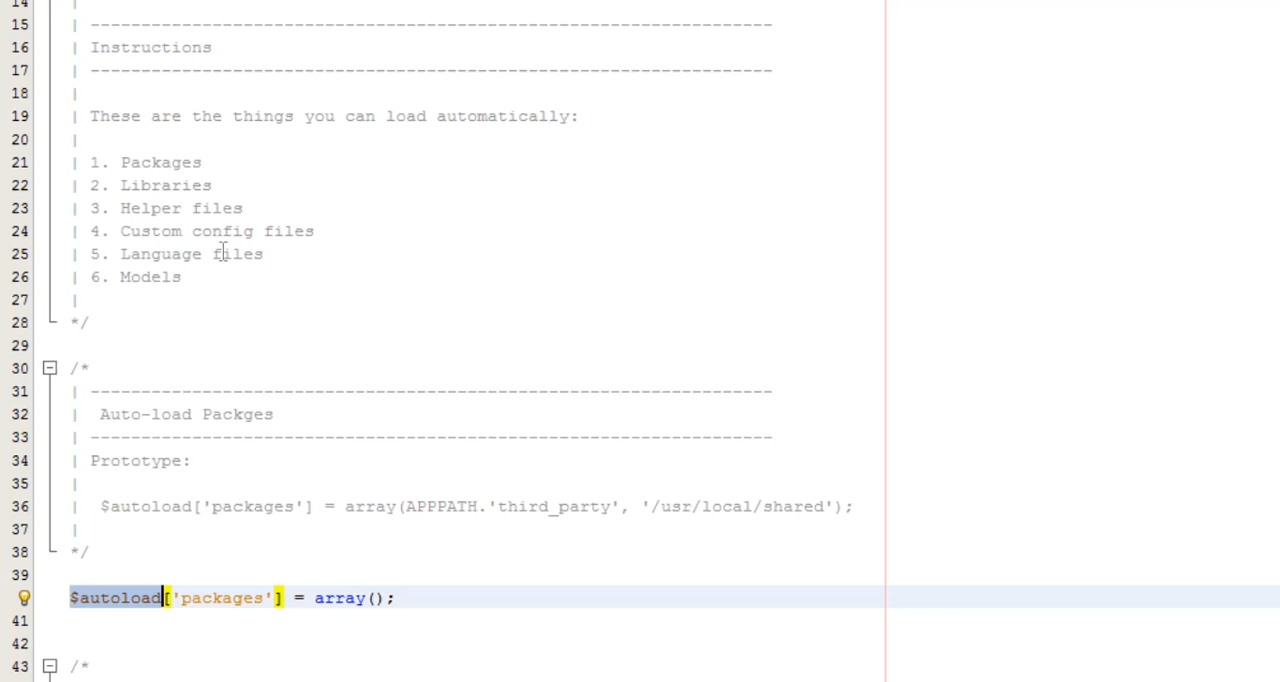 14 |
15 | --------------------------------------------------------------------
16 | Instructions
17 | --------------------------------------------------------------------
18 |
19 | These are the things you can load automatically:
20 |
21 | 1. Packages
22 | 2. Libraries
23 | 3. Helper files
24 | 4. Custom config files
25 | 5. Language files
26 | 6. Models
27 |
28 */
29
30 /*
31 | --------------------------------------------------------------------
32 |  Auto-load Packges
33 | --------------------------------------------------------------------
34 | Prototype:
35 |
36 |  $autoload['packages'] = array(APPPATH.'third_party', '/usr/local/shared');
37 |
38 */
39
$autoload['packages'] = array();
41
42
43 /*